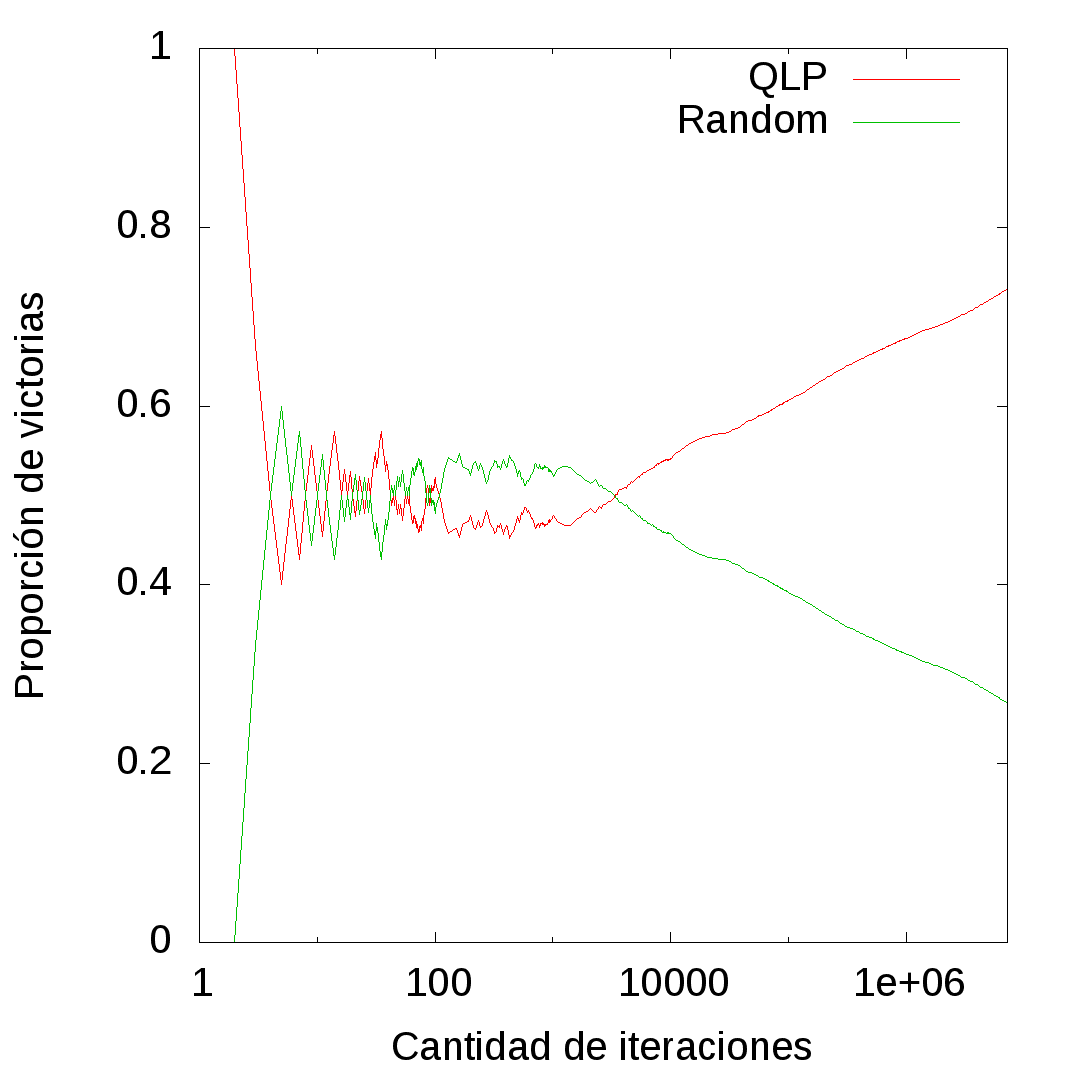 QLP
Random
1
0.8
0.6
0.4
0.2
0
Proporción de victorias
1 100 10000 1e+06
Cantidad de iteraciones